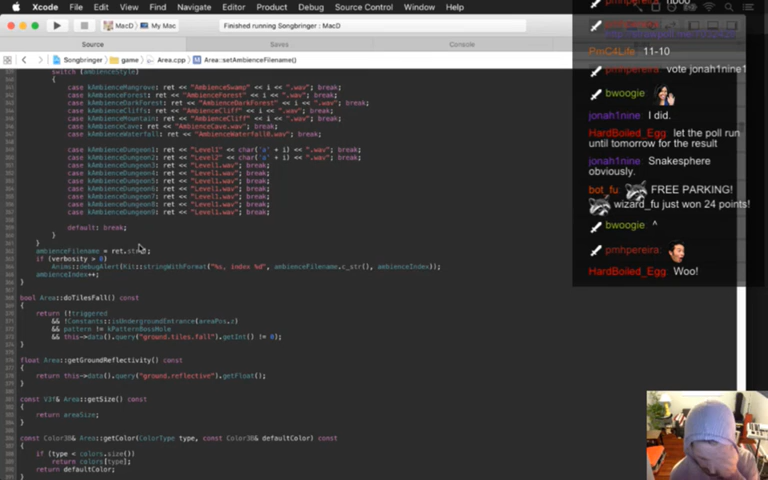 Xcode File Edit View Find Navigate Editor Product Debug Source Control Window Help
MacD My Mac
Finished running Songbringer : MacD
Source Saves Console
Songbringer game Area.cpp Area::setAmbienceFilename()
switch (ambienceStyle)
{
case kAmbienceMangrove: ret << "AmbienceSwamp" << i << ".wav"; break;
case kAmbienceForest: ret << "AmbienceForest" << i << ".wav"; break;
case kAmbienceDarkForest: ret << "AmbienceDarkForest" << i << ".wav"; break;
case kAmbienceCliff: ret << "AmbienceCliff" << i << ".wav"; break;
case kAmbienceMountain: ret << "AmbienceCliff" << i << ".wav"; break;
case kAmbienceCave: ret << "AmbienceCave.wav"; break;
case kAmbienceWaterfall: ret << "AmbienceWaterfall8.wav"; break;
case kAmbienceDungeon1: ret << "Level1" << char('a' + i) << ".wav"; break;
case kAmbienceDungeon2: ret << "Level2" << char('a' + i) << ".wav"; break;
case kAmbienceDungeon3: ret << "Level1.wav"; break;
case kAmbienceDungeon4: ret << "Level1.wav"; break;
case kAmbienceDungeon5: ret << "Level1.wav"; break;
case kAmbienceDungeon6: ret << "Level1.wav"; break;
case kAmbienceDungeon7: ret << "Level1.wav"; break;
case kAmbienceDungeon8: ret << "Level1.wav"; break;
case kAmbienceDungeon9: ret << "Level1.wav"; break;
default: break;
}
}
ambienceFilename = ret.str
if (verbosity > 0)
ambienceFilename.c_str(), ambienceIndex);
ambienceIndex++;
}
bool Area::doTilesFall() const
{
return (!triggered
&& !Constants::isUndergroundEntrance(areaPos.z)
&& pattern != kPatternBossHole
&& this->data().query("ground.tiles.fall").getInt() != 0);
}
float Area::getGroundReflectivity() const
{
return this->data().query("ground.reflective").getFloat();
}
const V3f& Area::getSize() const
{
return areaSize;
}
const Color3B& Area::getColor(ColorType type, const Color3B& defaultColor) const
{
if (type < colors.size())
return colors[type];
return defaultColor;
}
PmC4Life 11-10
pmhpereira vote jonah1nine1
bwoogie
jonah1nine I did.
HardBoiled_Egg let the poll run
until tomorrow for the result
jonah1nine Snakesphere
obviously.
bot_fu FREE PARKING!
wizard_fu just won 24 points!
bwoogie ^
pmhpereira
HardBoiled_Egg Woo!